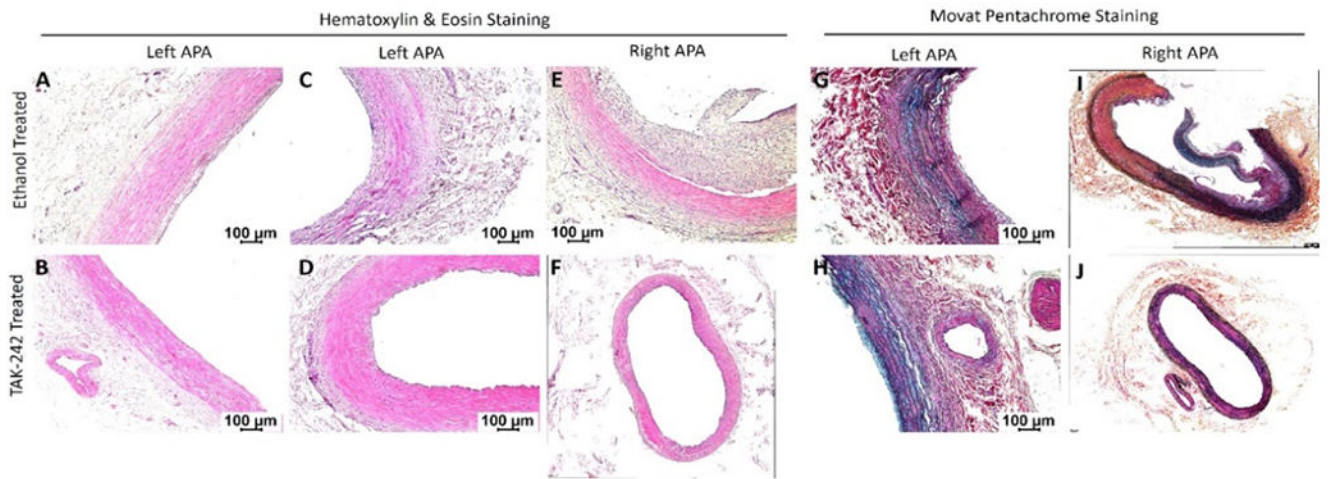 Hematoxylin & Eosin Staining
Movat Pentachrome Staining
Left APA
Left APA
Right APA
Left APA
Right APA
Ethanol Treated
A
C
E
G
I
100 µm
100 µm
100 µm
100 µm
TAK-242 Treated
B
D
F
H
J
100 µm
100 µm
100 µm